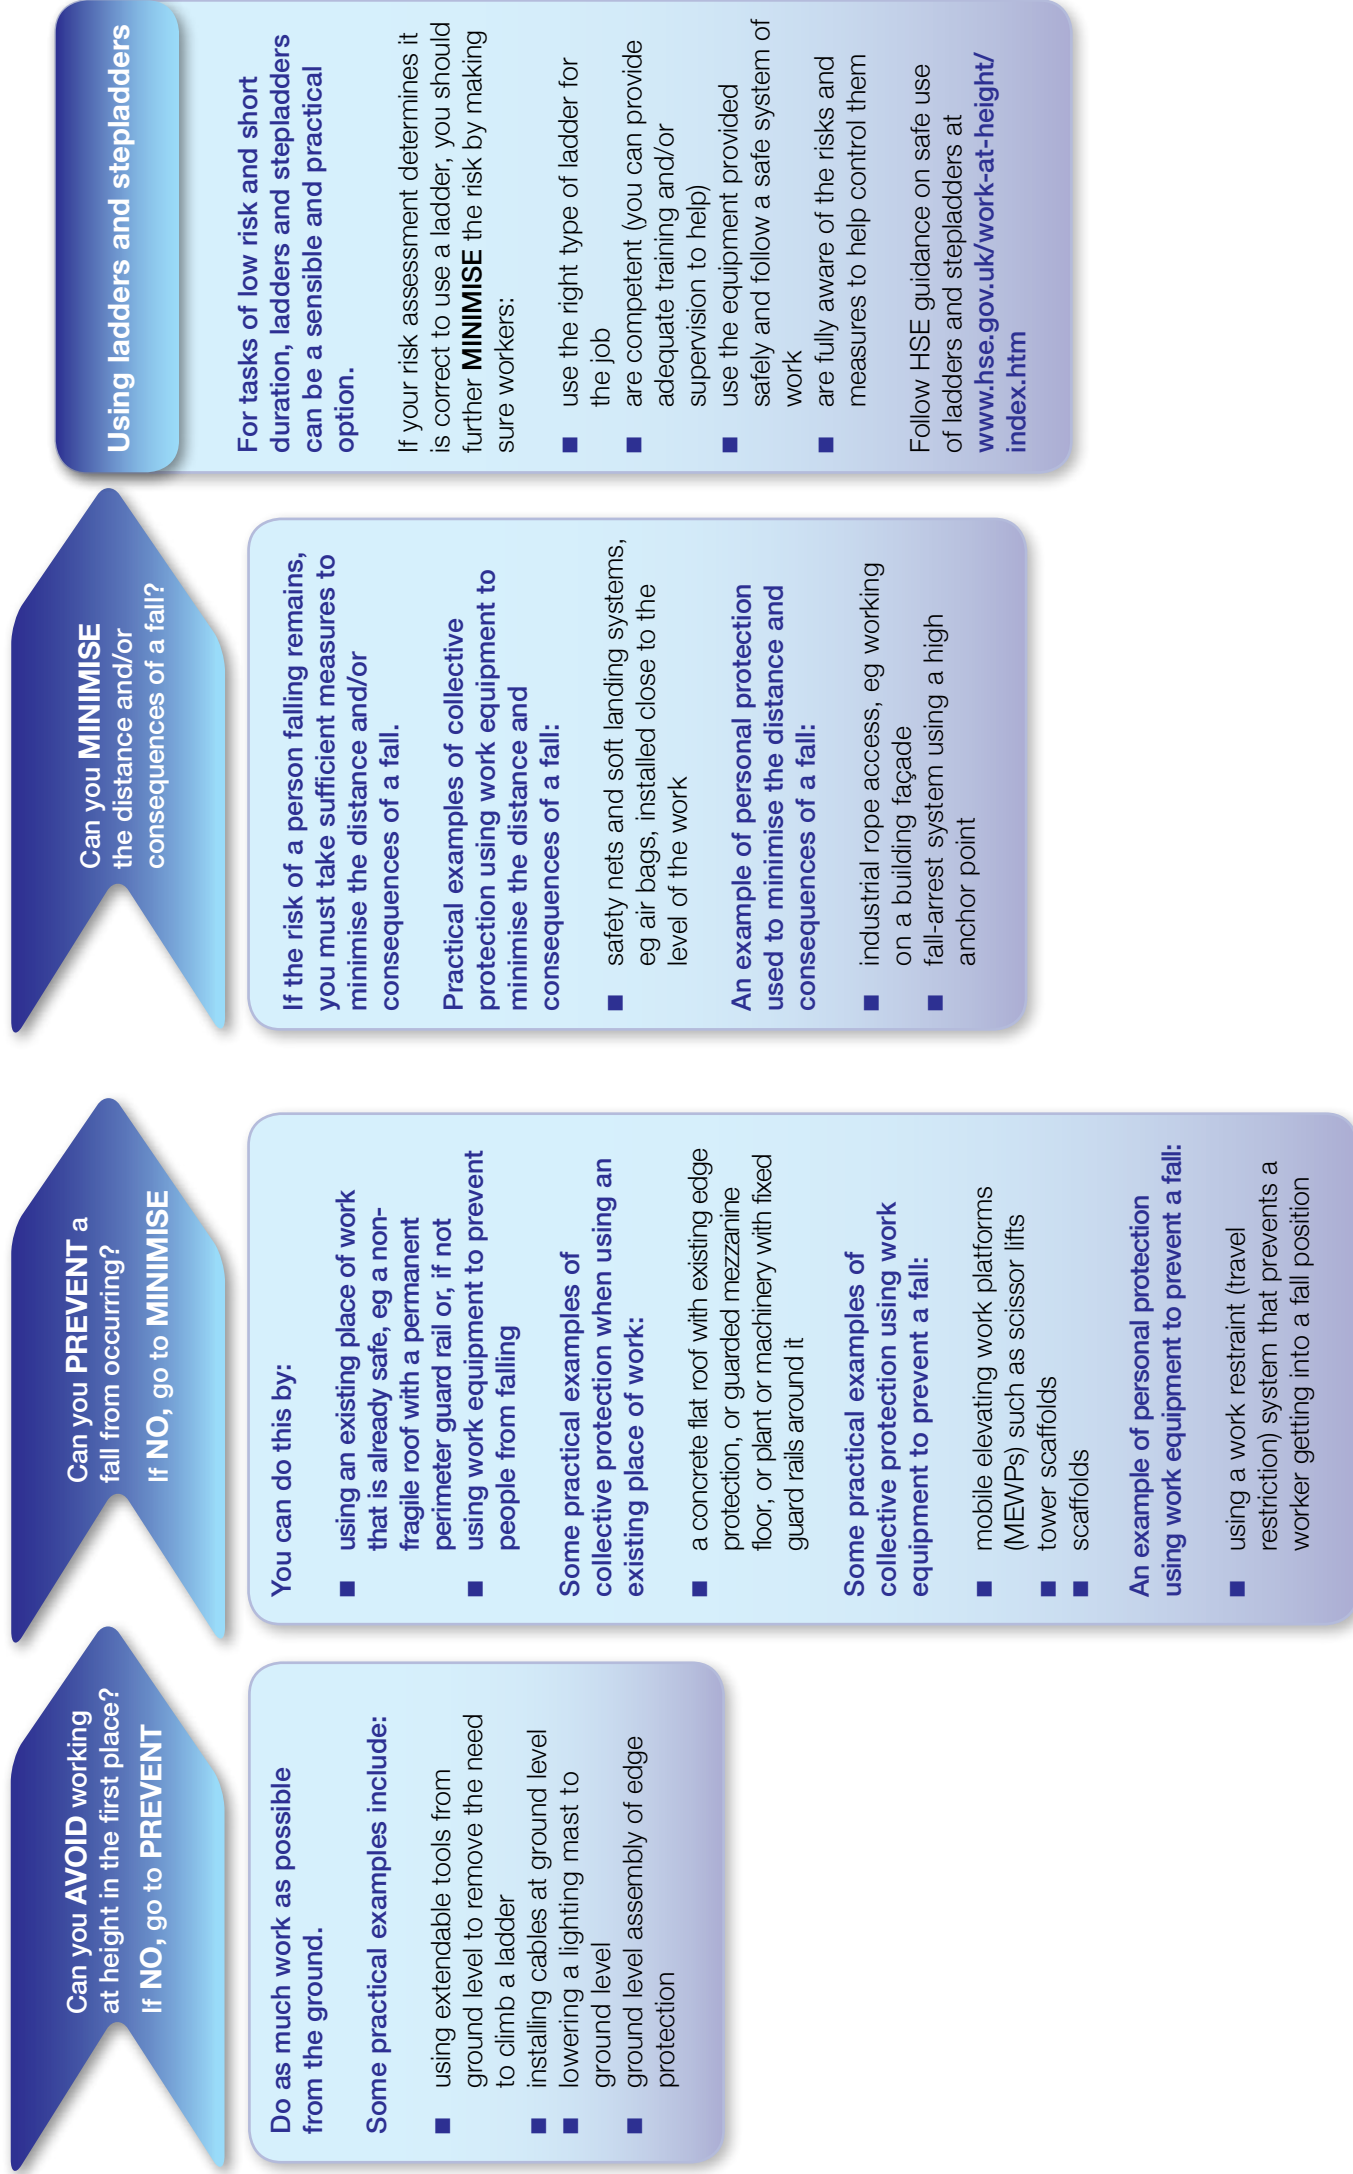 Can you AVOID working
at height in the first place?
If NO, go to PREVENT
Do as much work as possible
from the ground.
Some practical examples include:
■ using extendable tools from
ground level to remove the need
to climb a ladder
■ installing cables at ground level
■ lowering a lighting mast to
ground level
■ ground level assembly of edge
protection
Can you PREVENT a
fall from occurring?
If NO, go to MINIMISE
You can do this by:
■ using an existing place of work
that is already safe, eg a non-
fragile roof with a permanent
perimeter guard rail or, if not
■ using work equipment to prevent
people from falling
Some practical examples of
collective protection when using an
existing place of work:
■ a concrete flat roof with existing edge
protection, or guarded mezzanine
floor, or plant or machinery with fixed
guard rails around it
Some practical examples of
collective protection using work
equipment to prevent a fall:
■ mobile elevating work platforms
(MEWPs) such as scissor lifts
■ tower scaffolds
■ scaffolds
An example of personal protection
using work equipment to prevent a fall:
■ using a work restraint (travel
restriction) system that prevents a
worker getting into a fall position
Can you MINIMISE
the distance and/or
consequences of a fall?
If the risk of a person falling remains,
you must take sufficient measures to
minimise the distance and/or
consequences of a fall.
Practical examples of collective
protection using work equipment to
minimise the distance and
consequences of a fall:
■ safety nets and soft landing systems,
eg air bags, installed close to the
level of the work
An example of personal protection
used to minimise the distance and
consequences of a fall:
■ industrial rope access, eg working
on a building façade
■ fall-arrest system using a high
anchor point
Using ladders and stepladders
For tasks of low risk and short
duration, ladders and stepladders
can be a sensible and practical
option.
If your risk assessment determines it
is correct to use a ladder, you should
further MINIMISE the risk by making
sure workers:
■ use the right type of ladder for
the job
■ are competent (you can provide
adequate training and/or
supervision to help)
■ use the equipment provided
safely and follow a safe system of
work
■ are fully aware of the risks and
measures to help control them
Follow HSE guidance on safe use
of ladders and stepladders at
www.hse.gov.uk/work-at-height/
index.htm